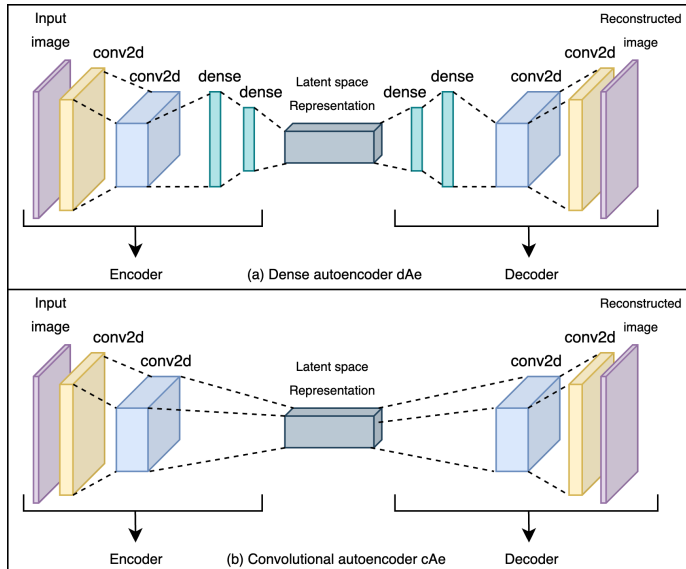 Input
image
conv2d
conv2d
dense
dense
Latent space
Representation
dense
dense
conv2d
conv2d
Reconstructed
image
Encoder
(a) Dense autoencoder dAe
Decoder
Input
image
conv2d
conv2d
Latent space
Representation
conv2d
conv2d
Reconstructed
image
Encoder
(b) Convolutional autoencoder cAe
Decoder